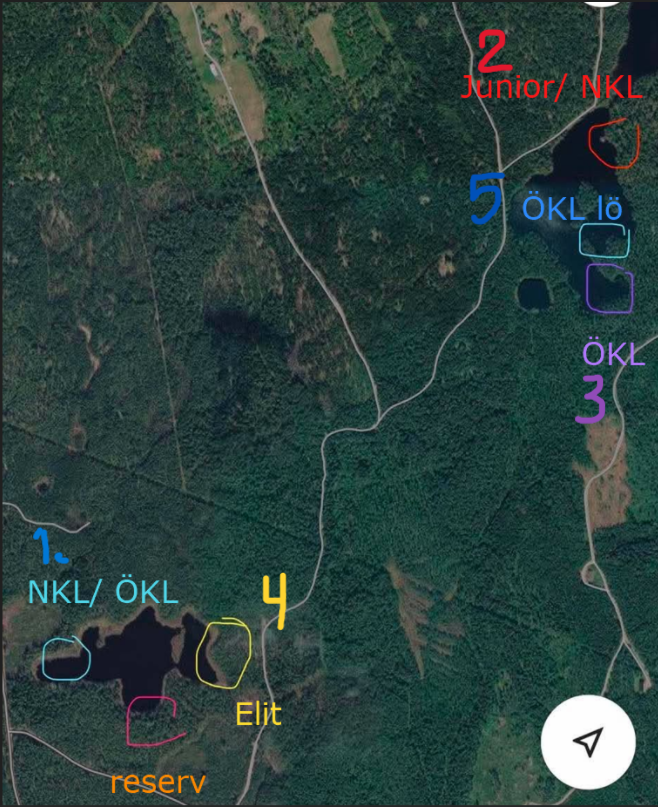 2
Junior/ NKL
5
ÖKL lö
ÖKL
3
1.
NKL/ ÖKL
4
Elit
reserv